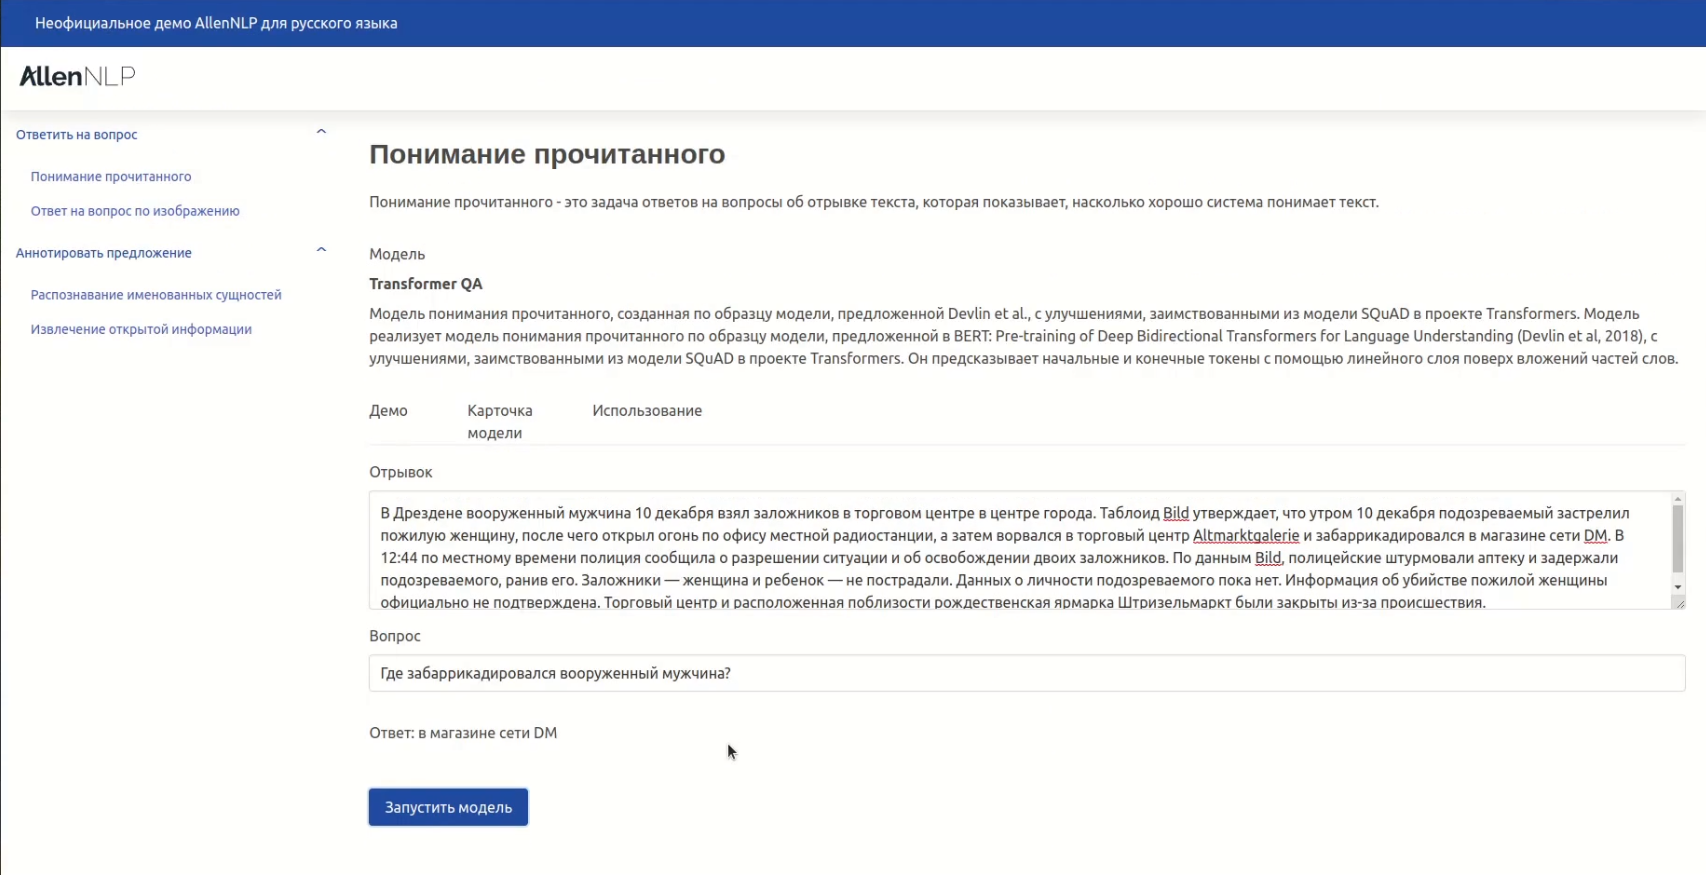 Неофициальное демо AllenNLP для русского языка
AllenNLP
Ответить на вопрос
Понимание прочитанного
Ответ на вопрос по изображению
Аннотировать предложение
Распознавание именованных сущностей
Извлечение открытой информации
Понимание прочитанного
Понимание прочитанного - это задача ответов на вопросы об отрывке текста, которая показывает, насколько хорошо система понимает текст.
Модель
Transformer QA
Модель понимания прочитанного, созданная по образцу модели, предложенной Devlin et al., с улучшениями, заимствованными из модели SQuAD в проекте Transformers. Модель
реализует модель понимания прочитанного по образцу модели, предложенной в BERT: Pre-training of Deep Bidirectional Transformers for Language Understanding (Devlin et al, 2018), с
улучшениями, заимствованными из модели SQuAD в проекте Transformers. Он предсказывает начальные и конечные токены с помощью линейного слоя поверх вложений частей слов.
Демо
Карточка
модели
Использование
Отрывок
В Дрездене вооруженный мужчина 10 декабря взял заложников в торговом центре в центре города. Таблоид Bild утверждает, что утром 10 декабря подозреваемый застрелил
пожилую женщину, после чего открыл огонь по офису местной радиостанции, а затем ворвался в торговый центр Altmarktgalerie и забаррикадировался в магазине сети DM. В
12:44 по местному времени полиция сообщила о разрешении ситуации и об освобождении двоих заложников. По данным Bild, полицейские штурмовали аптеку и задержали
подозреваемого, ранив его. Заложники — женщина и ребенок — не пострадали. Данных о личности подозреваемого пока нет. Информация об убийстве пожилой женщины
официально не подтверждена. Торговый центр и расположенная поблизости рождественская ярмарка Штризельмаркт были закрыты из-за происшествия.
Вопрос
Где забаррикадировался вооруженный мужчина?
Ответ: в магазине сети DM
Запустить модель